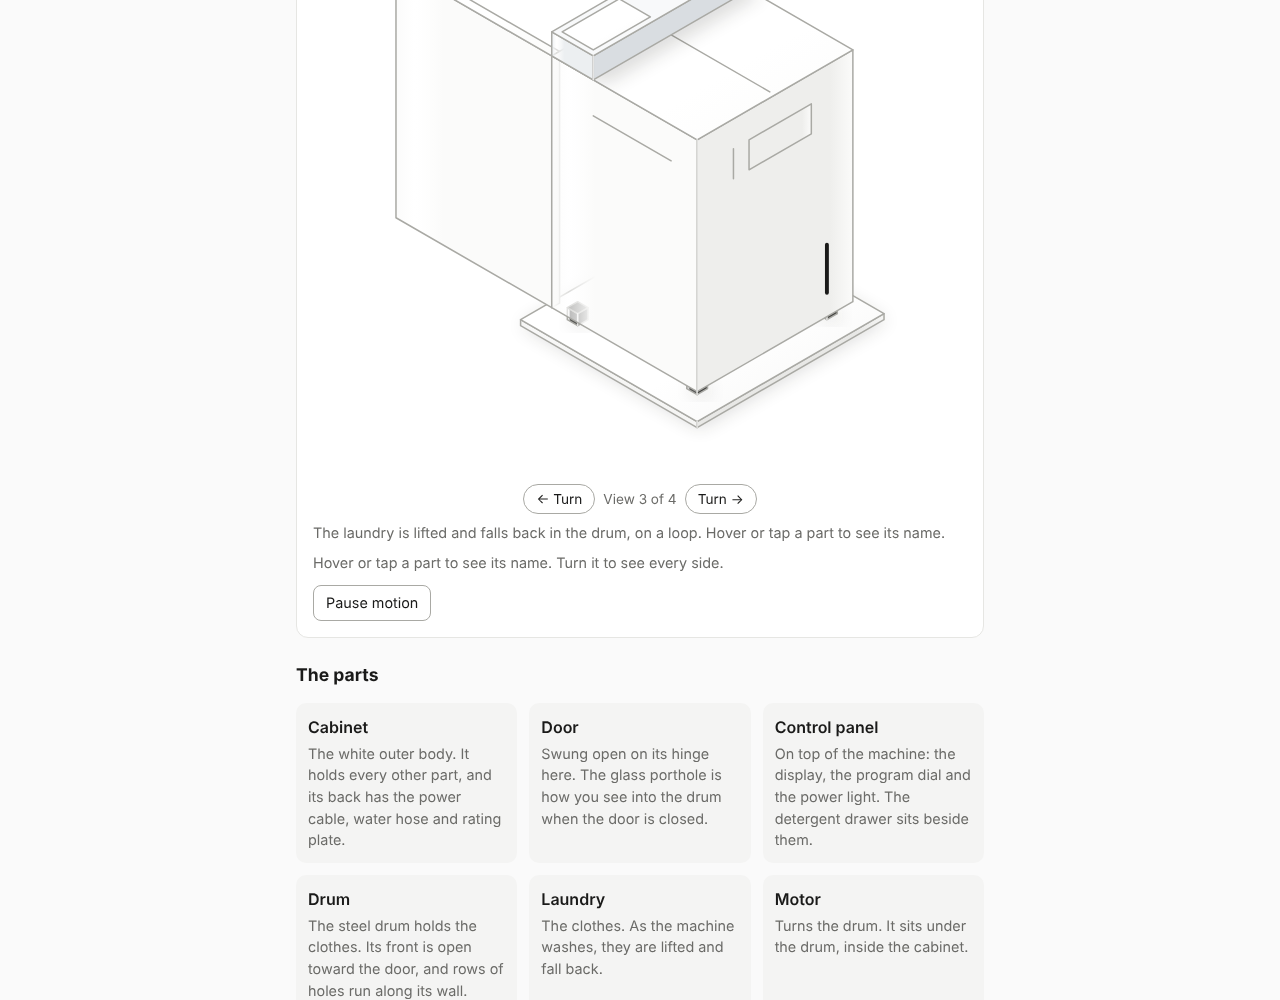 ← Turn
View 3 of 4
Turn →
The laundry is lifted and falls back in the drum, on a loop. Hover or tap a part to see its name.
Hover or tap a part to see its name. Turn it to see every side.
Pause motion
The parts
Cabinet
The white outer body. It
holds every other part, and
its back has the power
cable, water hose and rating
plate.
Door
Swung open on its hinge
here. The glass porthole is
how you see into the drum
when the door is closed.
Control panel
On top of the machine: the
display, the program dial and
the power light. The
detergent drawer sits beside
them.
Drum
The steel drum holds the
clothes. Its front is open
toward the door, and rows of
holes run along its wall.
Laundry
The clothes. As the machine
washes, they are lifted and
fall back.
Motor
Turns the drum. It sits under
the drum, inside the cabinet.